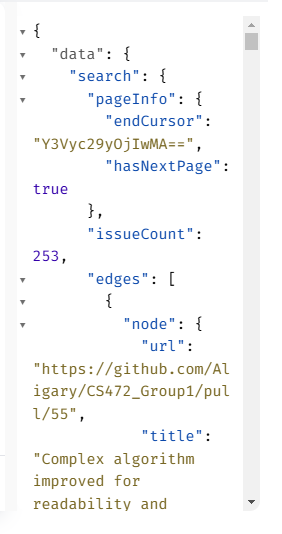 {
"data": {
"search": {
"pageInfo": {
"endCursor":
"Y3Vyc29yOjIwMA==",
"hasNextPage":
true
},
"issueCount":
253,
"edges": [
{
"node": {
"url":
"https://github.com/Al
igary/CS472_Group1/pul
l/55",
"title":
"Complex algorithm
improved for
readability and